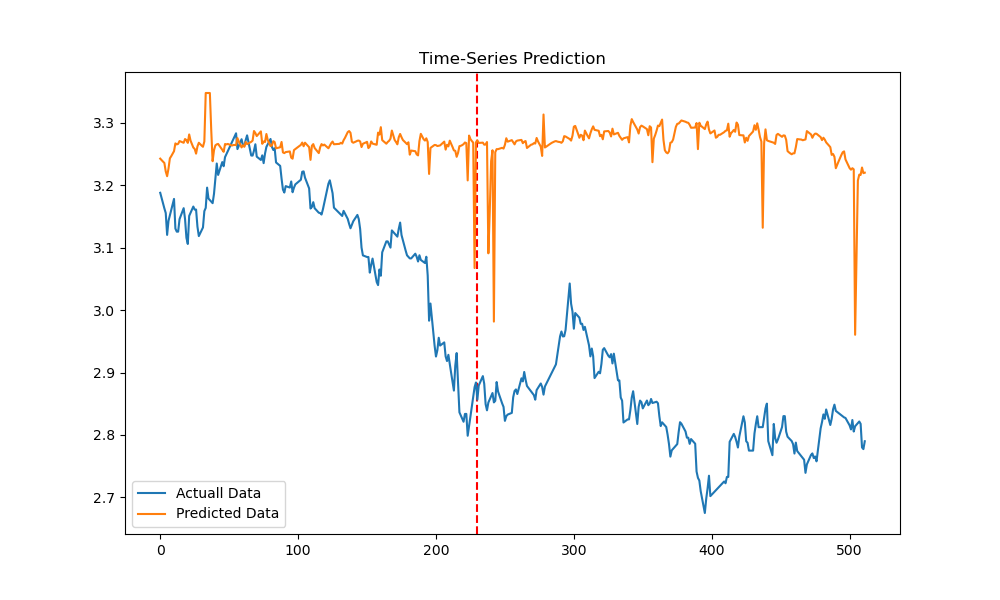 Time-Series Prediction
3.3
3.2
3.1
3.0
2.9
2.8
2.7
Actuall Data
Predicted Data
0 100 200 300 400 500